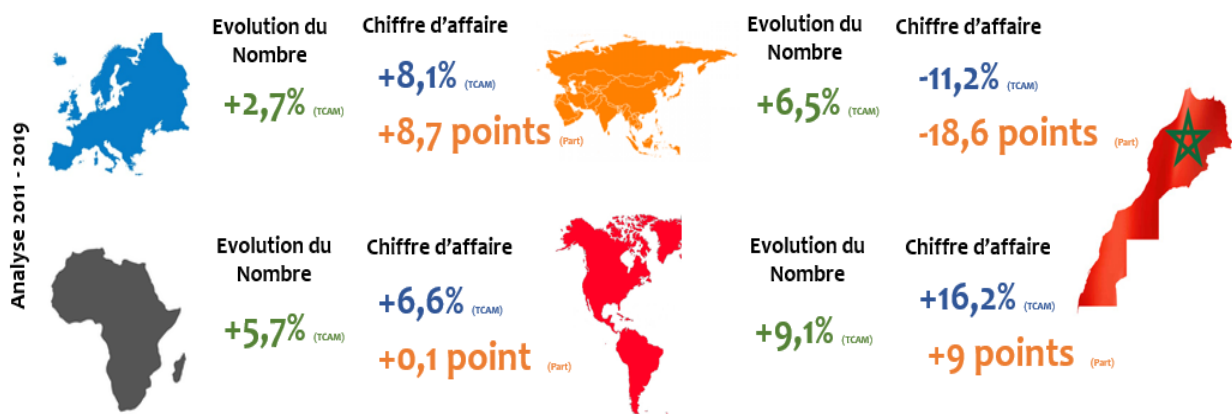 Analyse 2011 - 2019
Evolution du
Nombre
+2,7% (TCAM)
Chiffre d'affaire
+8,1% (TCAM)
+8,7 points (Part)
Evolution du
Nombre
+6,5% (TCAM)
Chiffre d'affaire
-11,2% (TCAM)
-18,6 points (Part)
Evolution du
Nombre
+5,7% (TCAM)
Chiffre d'affaire
+6,6% (TCAM)
+0,1 point (Part)
Evolution du
Nombre
+9,1% (TCAM)
Chiffre d'affaire
+16,2% (TCAM)
+9 points (Part)